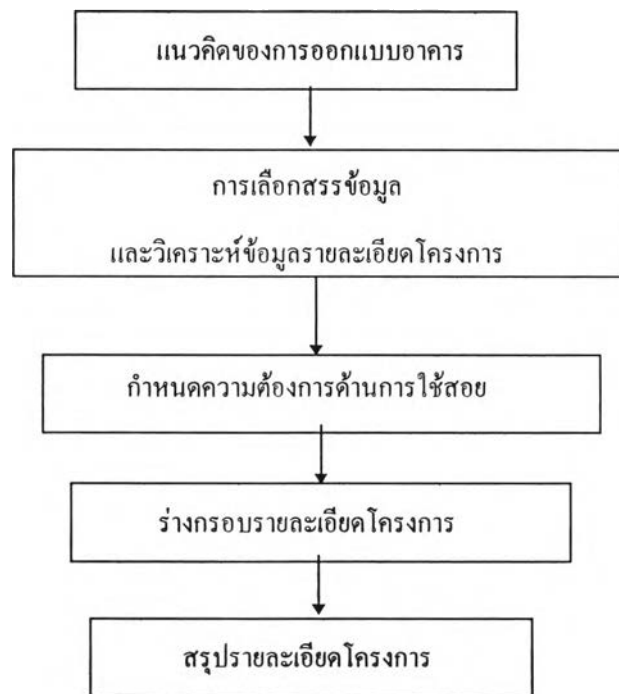 แนวคิดของการออกแบบอาคาร
การเลือกสรรข้อมูล
และวิเคราะห์ข้อมูลรายละเอียดโครงการ
กำหนดความต้องการด้านการใช้สอย
ร่างกรอบรายละเอียดโครงการ
สรุปรายละเอียดโครงการ